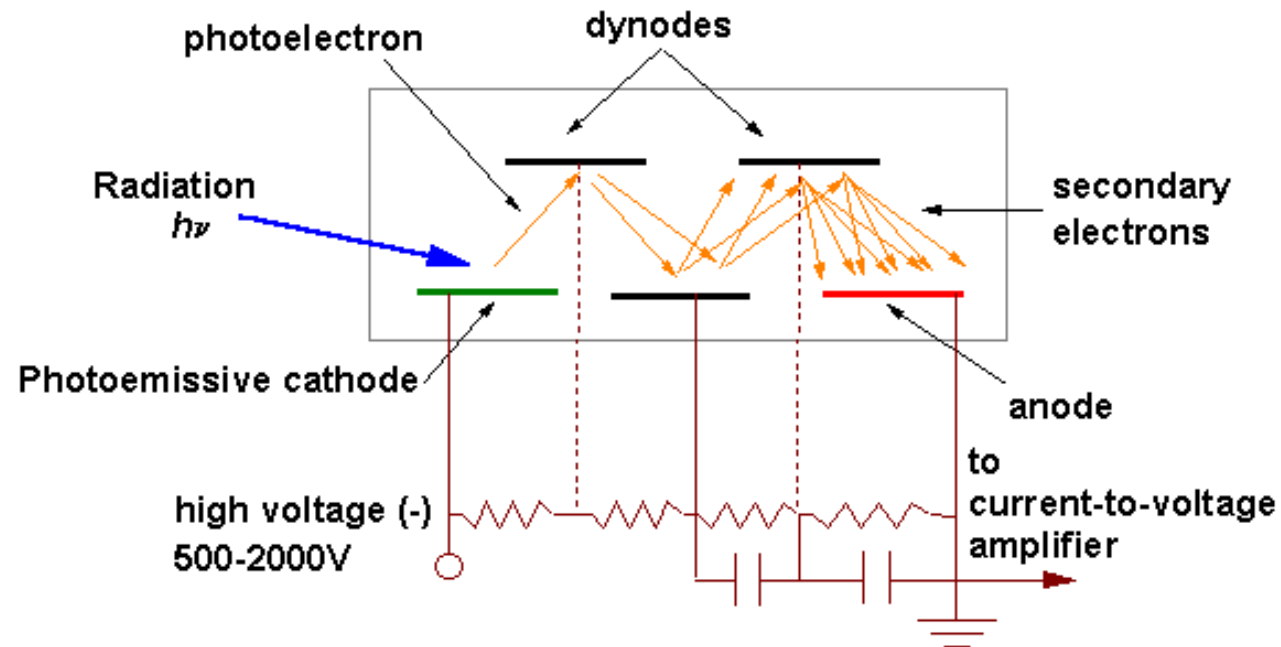 photoelectron
dynodes
Radiation
hν
secondary
electrons
Photoemissive cathode
anode
high voltage (-)
500-2000V
to
current-to-voltage
amplifier